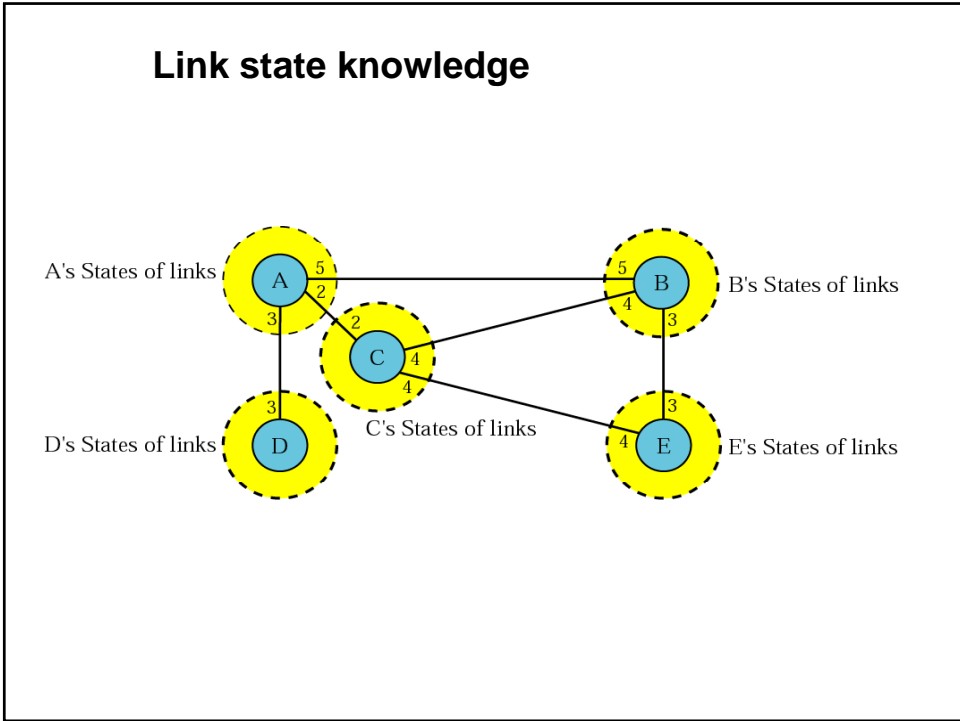 Link state knowledge
A's States of links
A
5
2
3
5
4
3
B
B's States of links
2
C
4
4
C's States of links
D's States of links
3
D
3
4
E
E's States of links